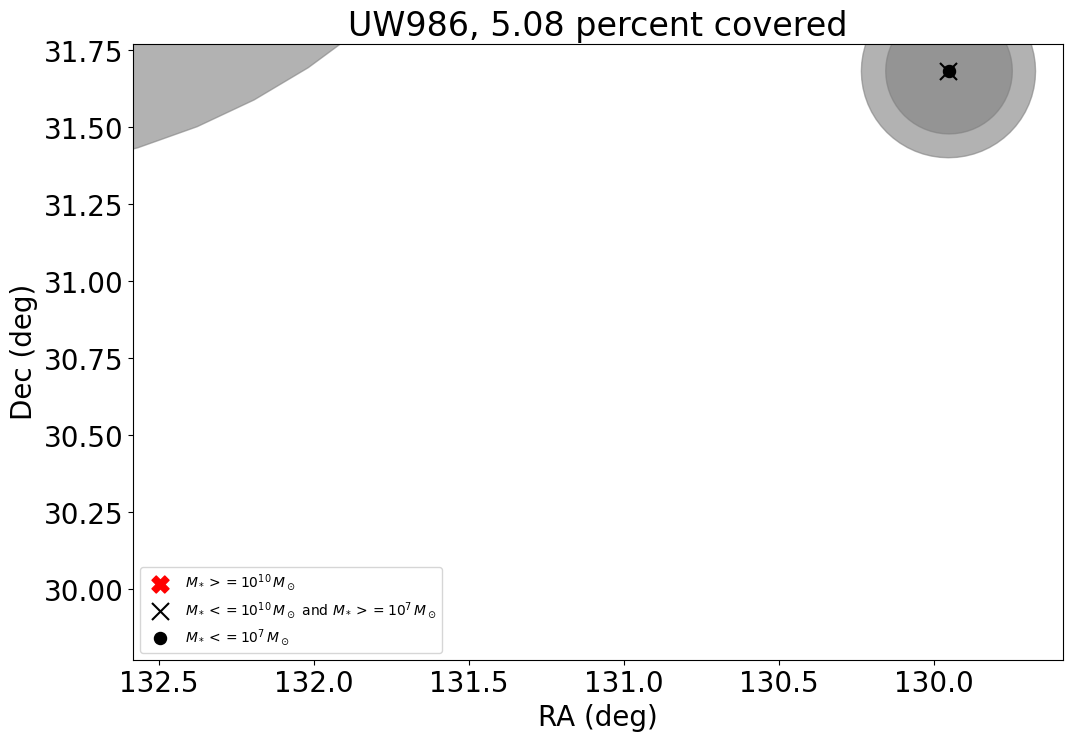 UW986, 5.08 percent covered
31.75
31.50
31.25
31.00
30.75
30.50
30.25
30.00
Dec (deg)
M* >= 10^10 M⊙
M* <= 10^10 M⊙ and M* >= 10^7 M⊙
M* <= 10^7 M⊙
132.5 132.0 131.5 131.0 130.5 130.0
RA (deg)